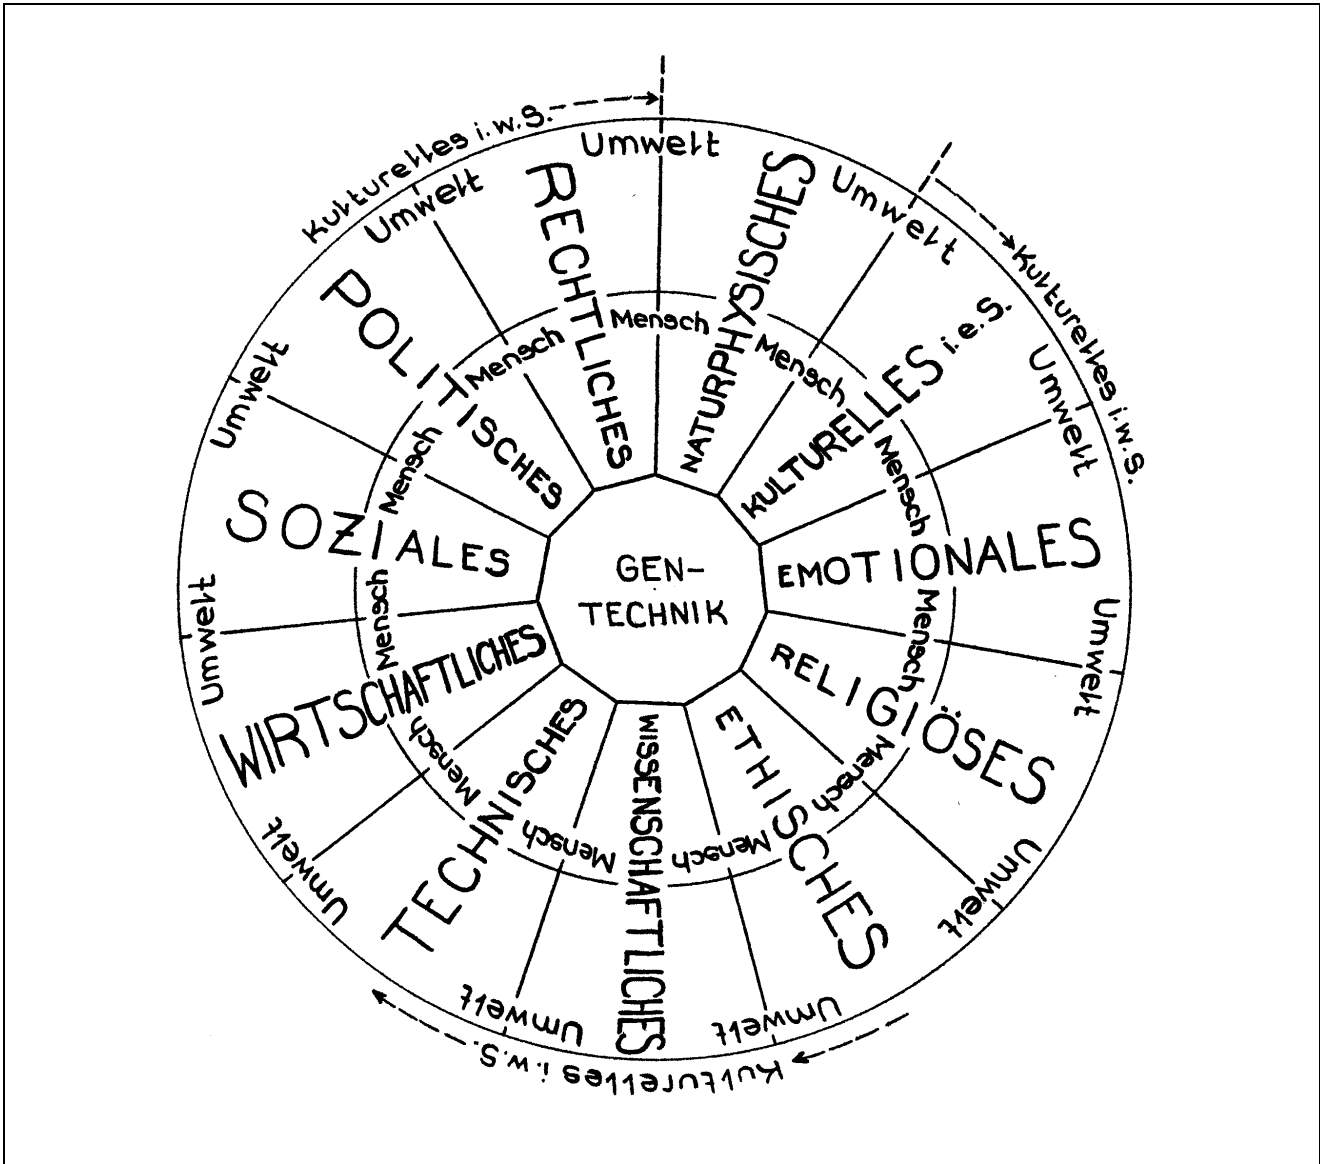 Kulturelles i.w.S.
Umwelt
Umwelt
Umwelt
Umwelt
Umwelt
Umwelt
Umwelt
Umwelt
Umwelt
Umwelt
Umwelt
Kulturelles i.w.S.
Kulturelles i.w.S.
NATURPHYSISCHES
KULTURELLES i.e.S.
EMOTIONALES
RELIGIÖSES
ETHISCHES
WISSENSCHAFTLICHES
TECHNISCHES
WIRTSCHAFTLICHES
SOZIALES
POLITISCHES
RECHTLICHES
Mensch
Mensch
Mensch
Mensch
Mensch
Mensch
Mensch
Mensch
Mensch
Mensch
Mensch
GEN-
TECHNIK